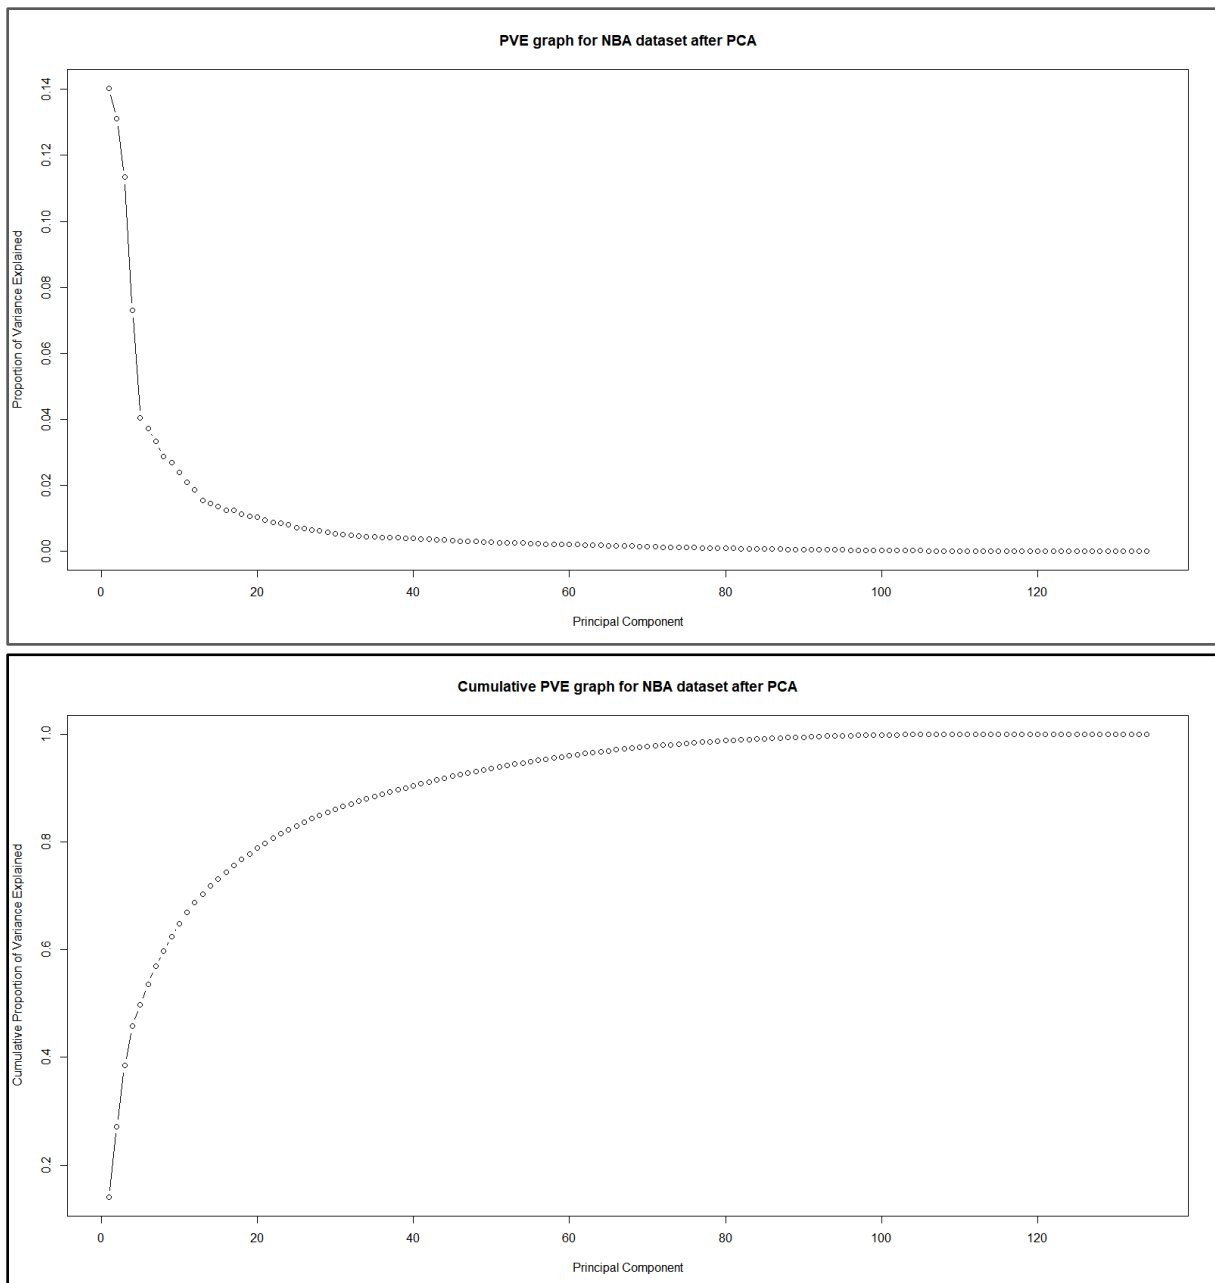 PVE graph for NBA dataset after PCA
Proportion of Variance Explained
0.14
0.12
0.10
0.08
0.06
0.04
0.02
0.00
0 20 40 60 80 100 120
Principal Component
Cumulative PVE graph for NBA dataset after PCA
Cumulative Proportion of Variance Explained
1.0
0.8
0.6
0.4
0.2
0 20 40 60 80 100 120
Principal Component